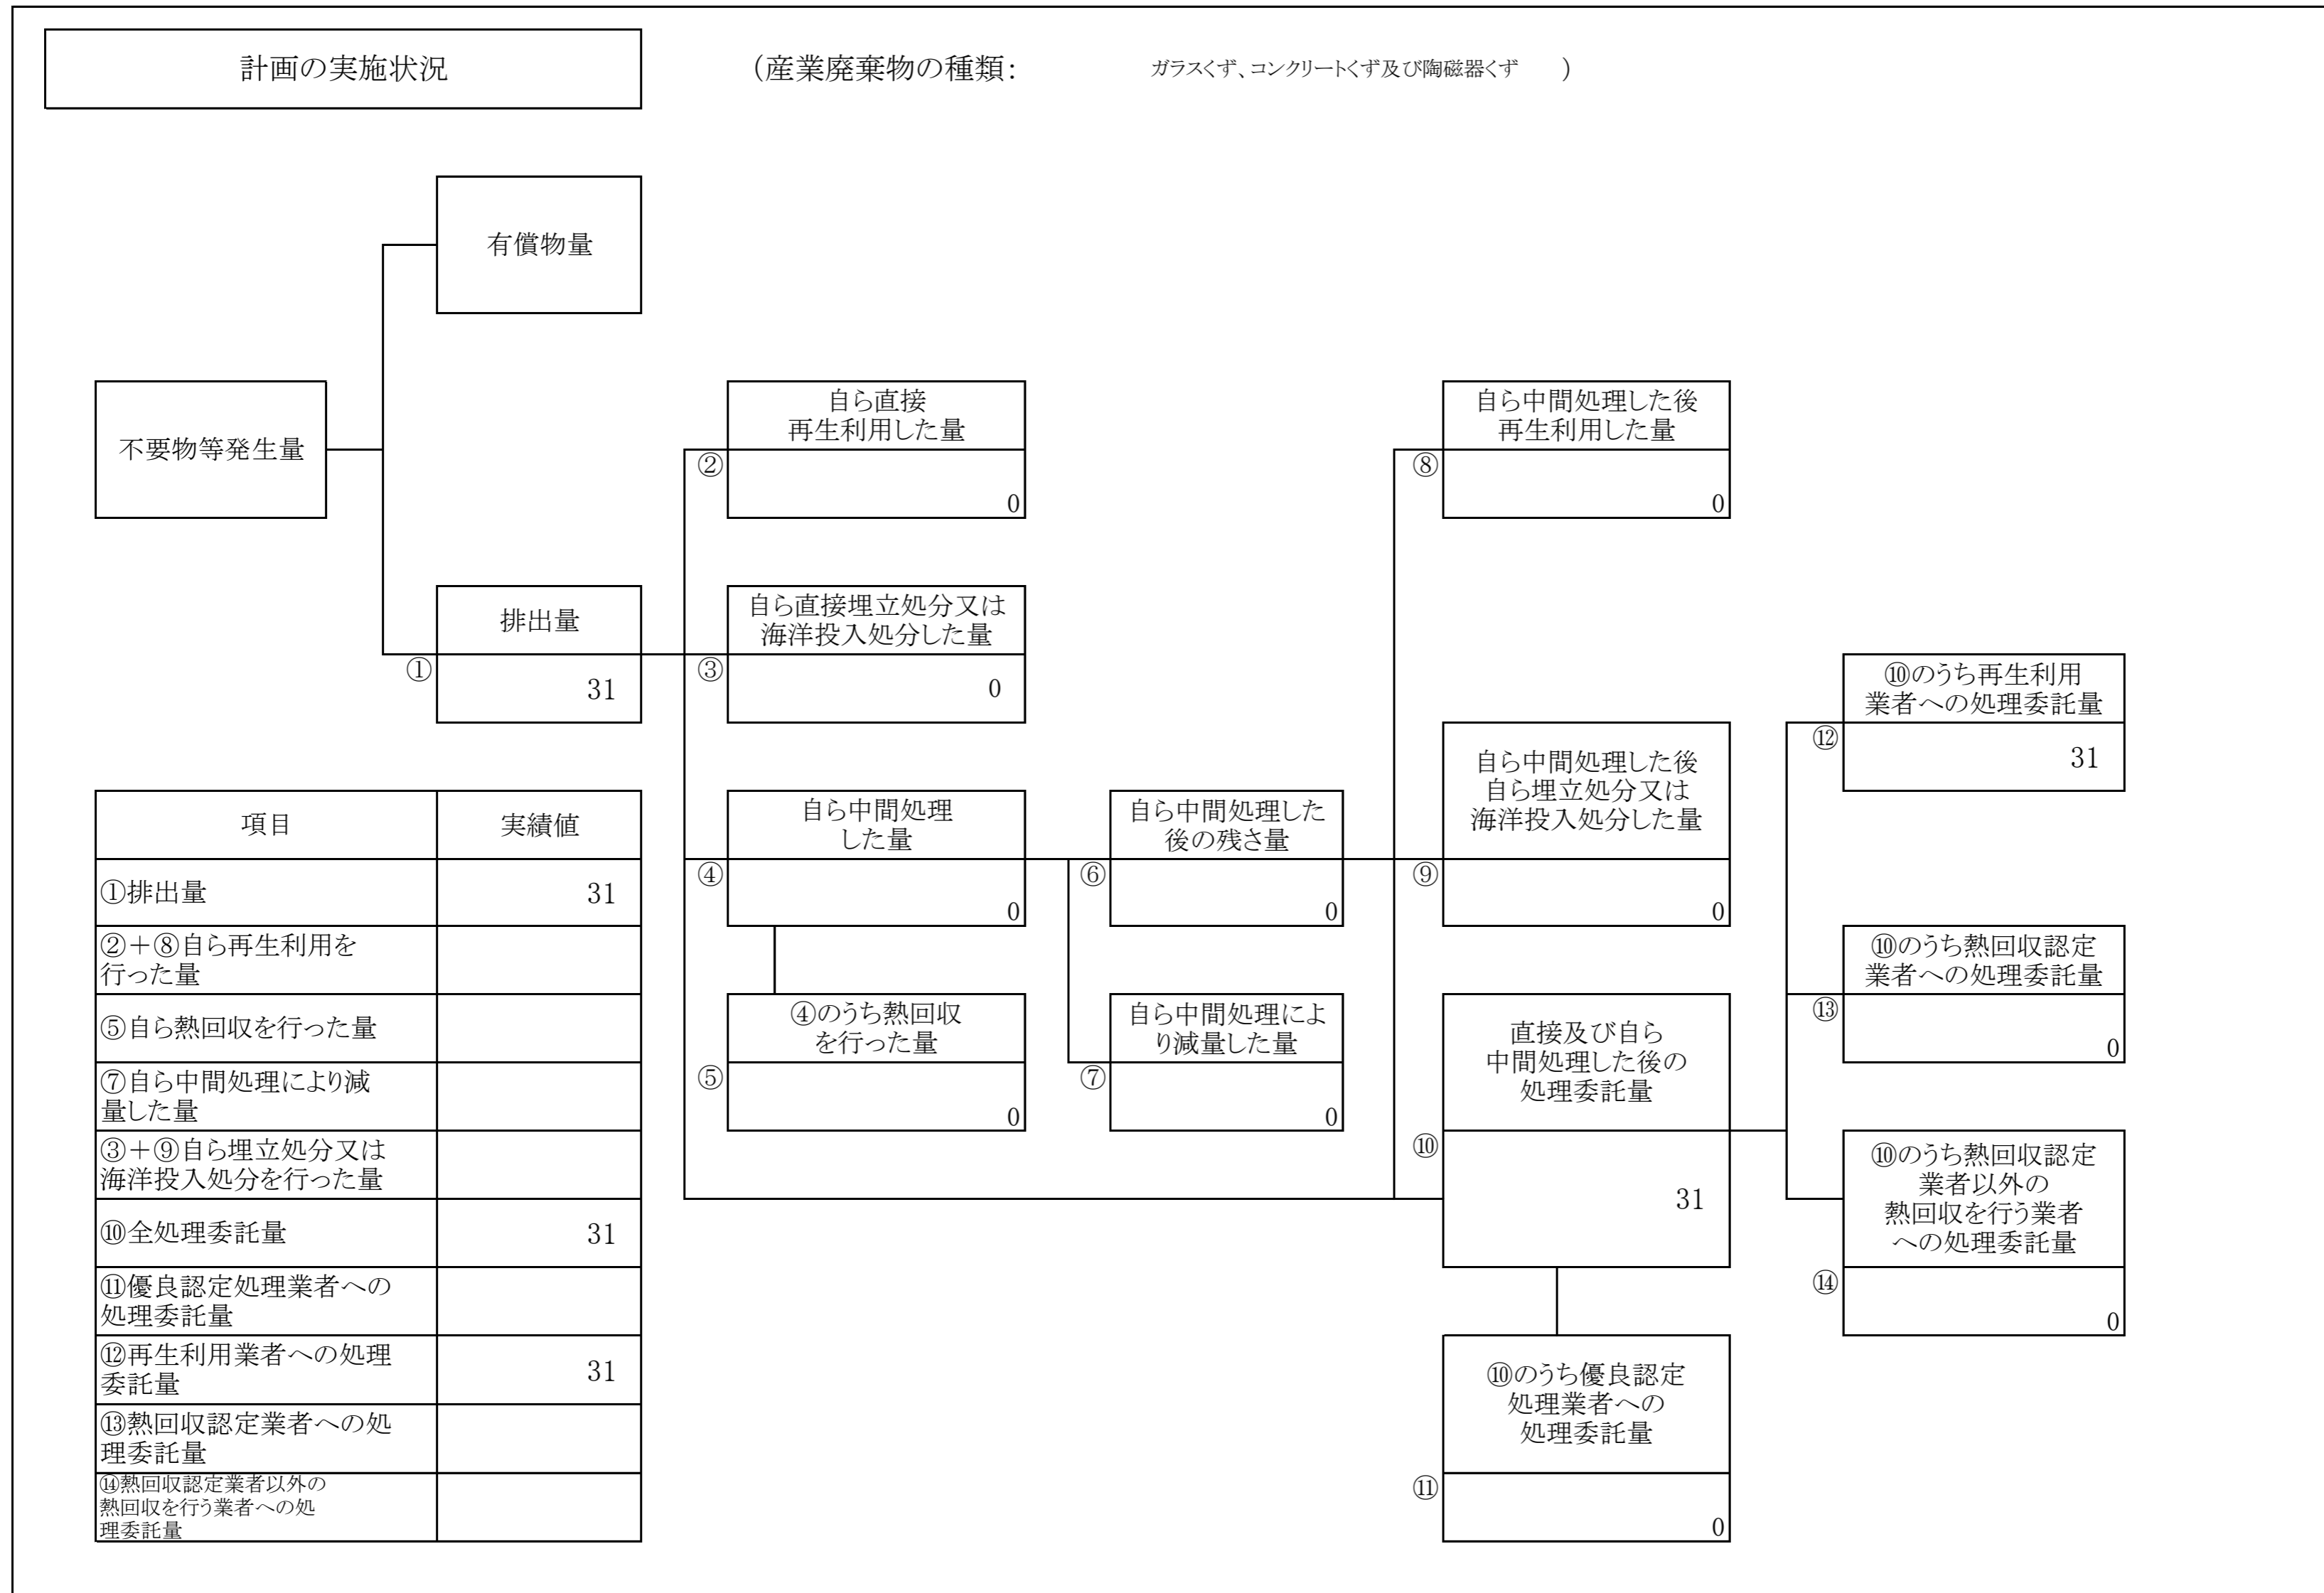 計画の実施状況
（産業廃棄物の種類： ガラスくず、コンクリートくず及び陶磁器くず ）
有償物量
不要物等発生量
自ら直接
再生利用した量
②
0
自ら中間処理した後
再生利用した量
⑧
0
排出量
①
31
自ら直接埋立処分又は
海洋投入処分した量
③
0
⑩のうち再生利用
業者への処理委託量
⑫
31
自ら中間処理した後
自ら埋立処分又は
海洋投入処分した量
⑨
0
自ら中間処理
した量
④
0
自ら中間処理した
後の残さ量
⑥
0
⑩のうち熱回収認定
業者への処理委託量
⑬
0
④のうち熱回収
を行った量
⑤
0
自ら中間処理によ
り減量した量
⑦
0
直接及び自ら
中間処理した後の
処理委託量
⑩
31
⑩のうち熱回収認定
業者以外の
熱回収を行う業者
への処理委託量
⑭
0
⑩のうち優良認定
処理業者への
処理委託量
⑪
0
項目 実績値
①排出量 31
②＋⑧自ら再生利用を
行った量
⑤自ら熱回収を行った量
⑦自ら中間処理により減
量した量
③＋⑨自ら埋立処分又は
海洋投入処分を行った量
⑩全処理委託量 31
⑪優良認定処理業者への
処理委託量
⑫再生利用業者への処理
委託量 31
⑬熱回収認定業者への処
理委託量
⑭熱回収認定業者以外の
熱回収を行う業者への処
理委託量